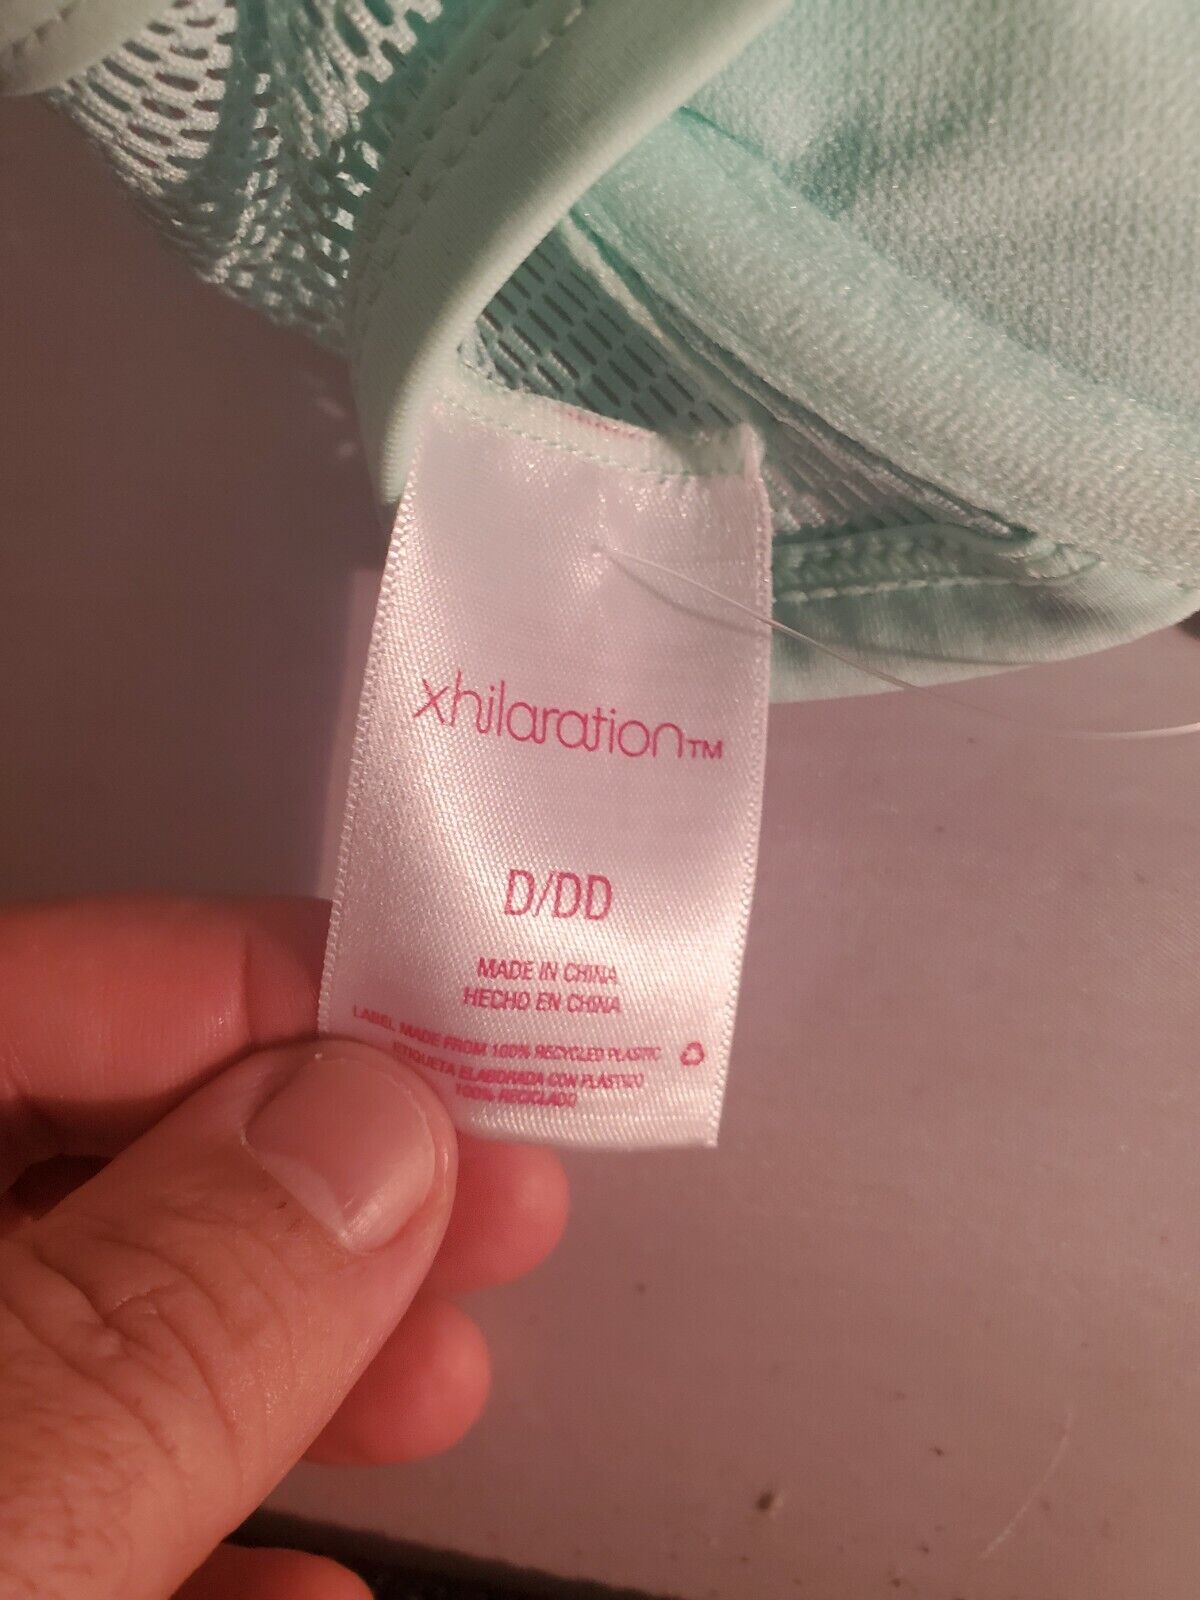 xhilaration™
D/DD
MADE IN CHINA
HECHO EN CHINA
LABEL MADE FROM 100% RECYCLED PLASTIC
ETIQUETA ELABORADA CON PLASTICO
100% RECICLADO